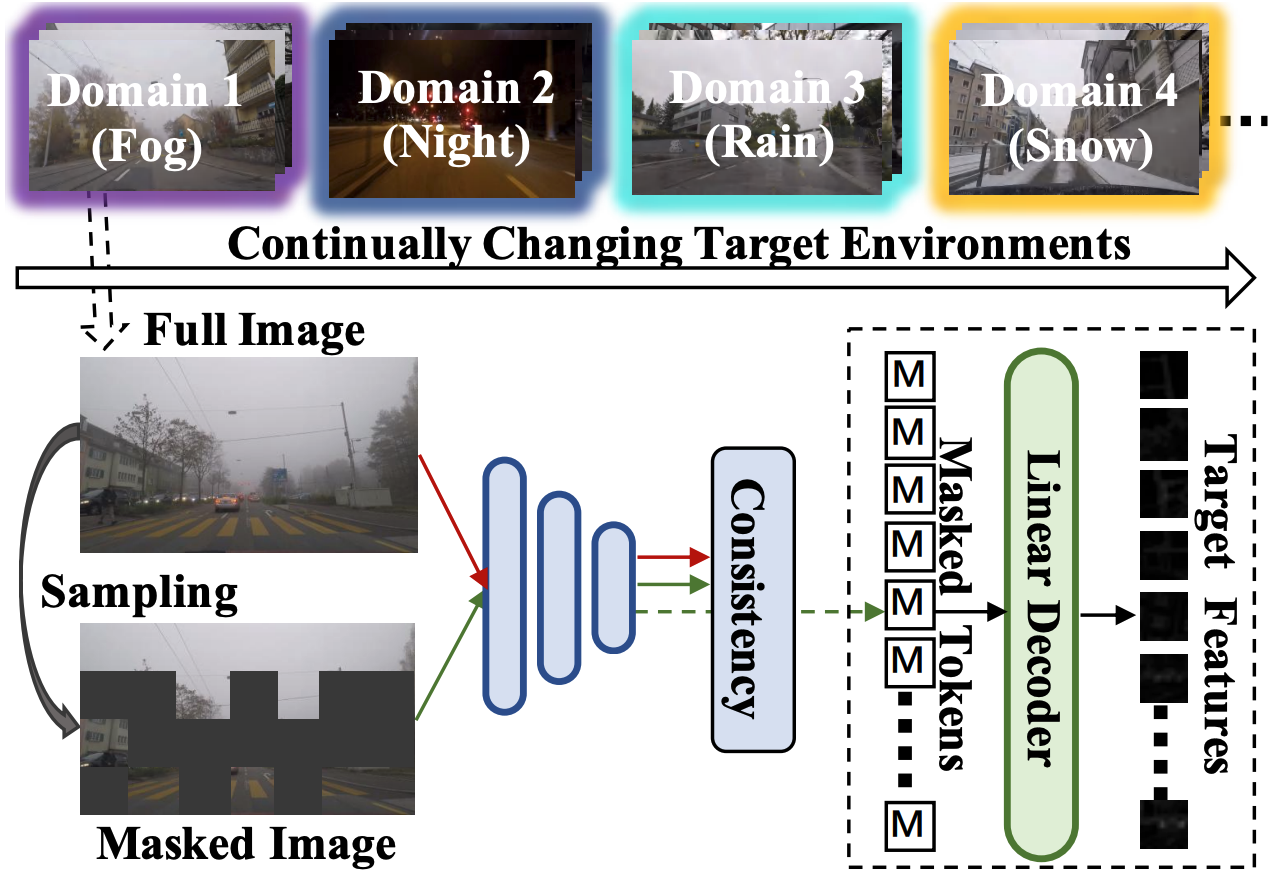 Domain 1
(Fog)
Domain 2
(Night)
Domain 3
(Rain)
Domain 4
(Snow)
Continually Changing Target Environments
Full Image
Sampling
Masked Image
Consistency
M
M
M
M
M
M
M
Masked Tokens
Linear Decoder
Target Features